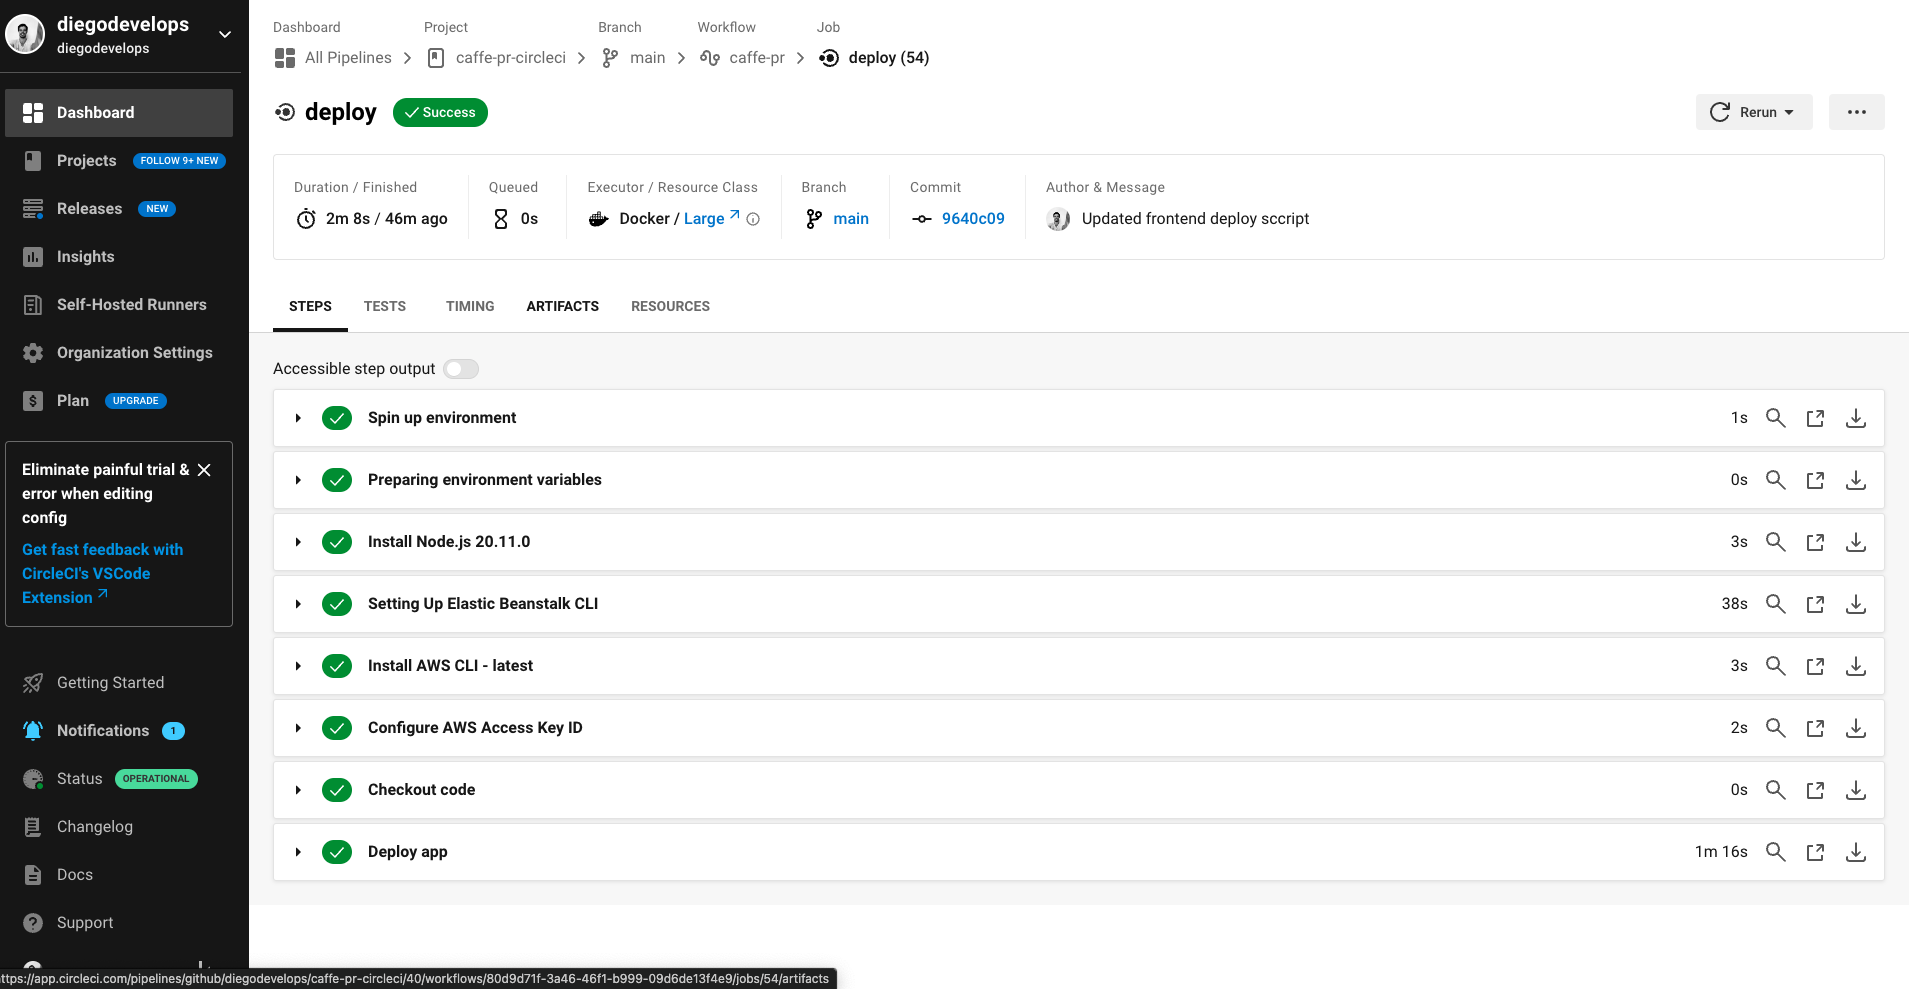 diegodevelops
diegodevelops
Dashboard
Projects FOLLOW 9+ NEW
Releases NEW
Insights
Self-Hosted Runners
Organization Settings
Plan UPGRADE
Eliminate painful trial &
error when editing
config
Get fast feedback with
CircleCI's VSCode
Extension
Getting Started
Notifications 1
Status OPERATIONAL
Changelog
Docs
Support
Dashboard Project Branch Workflow Job
All Pipelines caffe-pr-circleci main caffe-pr deploy (54)
deploy Success Rerun
Duration / Finished Queued Executor / Resource Class Branch Commit Author & Message
2m 8s / 46m ago 0s Docker / Large main 9640c09 Updated frontend deploy sccript
STEPS TESTS TIMING ARTIFACTS RESOURCES
Accessible step output
Spin up environment 1s
Preparing environment variables 0s
Install Node.js 20.11.0 3s
Setting Up Elastic Beanstalk CLI 38s
Install AWS CLI - latest 3s
Configure AWS Access Key ID 2s
Checkout code 0s
Deploy app 1m 16s
ttps://app.circleci.com/pipelines/github/diegodevelops/caffe-pr-circleci/40/workflows/80d9d71f-3a46-46f1-b999-09d6de13f4e9/jobs/54/artifacts